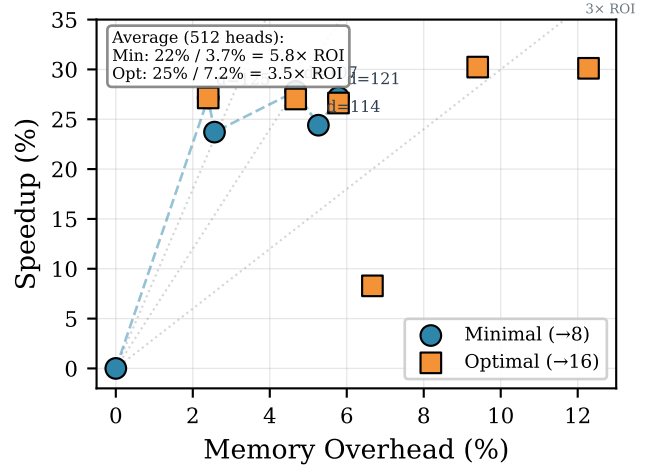 3× ROI
Average (512 heads):
Min: 22% / 3.7% = 5.8× ROI
Opt: 25% / 7.2% = 3.5× ROI
d=121
d=114
35
30
25
20
15
10
5
0
Speedup (%)
Minimal (→8)
Optimal (→16)
0 2 4 6 8 10 12
Memory Overhead (%)